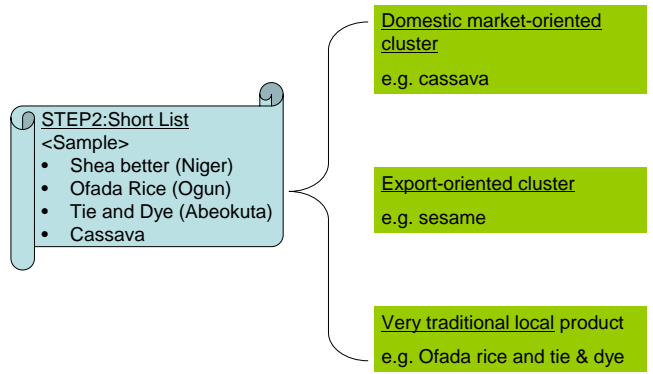 STEP2:Short List
<Sample>
• Shea better (Niger)
• Ofada Rice (Ogun)
• Tie and Dye (Abeokuta)
• Cassava
Domestic market-oriented
cluster
e.g. cassava
Export-oriented cluster
e.g. sesame
Very traditional local product
e.g. Ofada rice and tie & dye